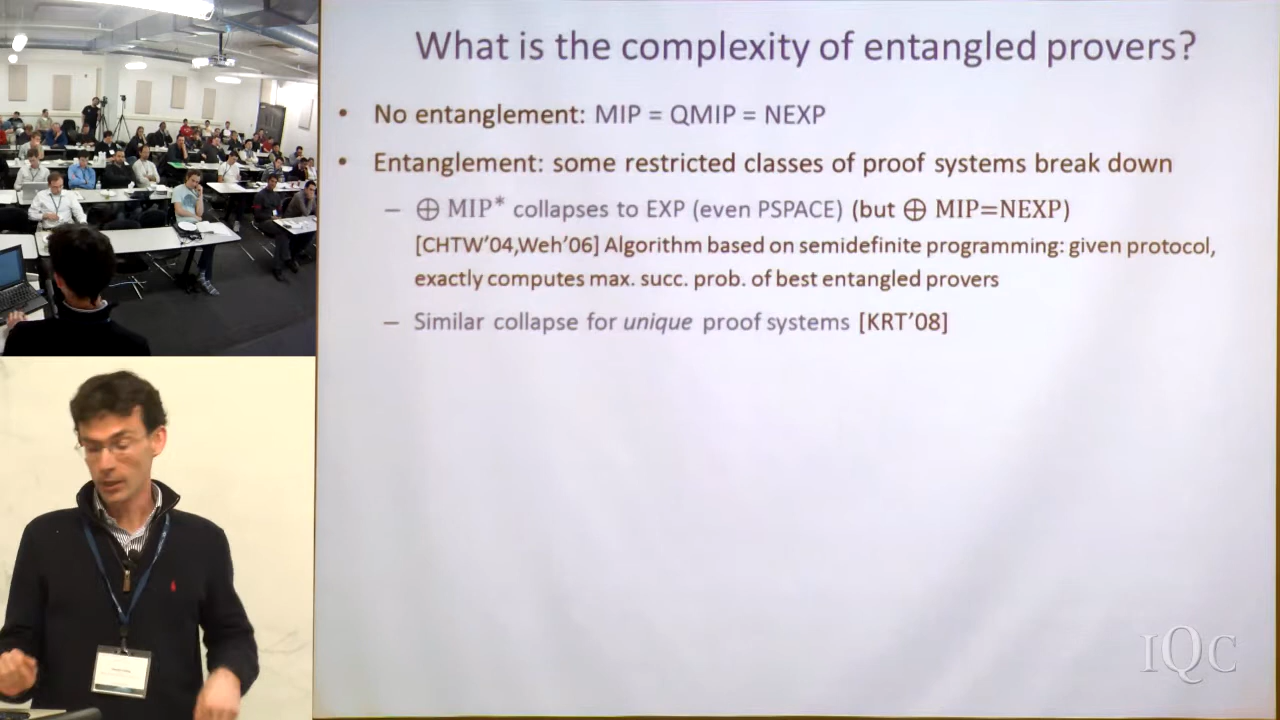 What is the complexity of entangled provers?
• No entanglement: MIP = QMIP = NEXP
• Entanglement: some restricted classes of proof systems break down
– ⊕ MIP* collapses to EXP (even PSPACE) (but ⊕ MIP=NEXP)
[CHTW'04,Weh'06] Algorithm based on semidefinite programming: given protocol,
exactly computes max. succ. prob. of best entangled provers
– Similar collapse for unique proof systems [KRT'08]
IQC